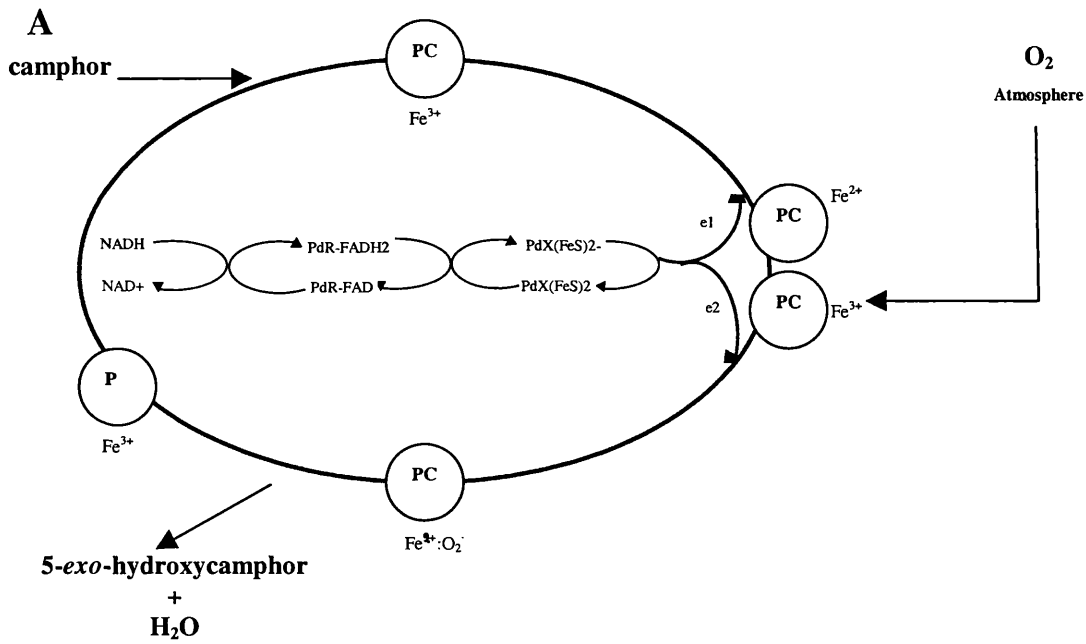 A
camphor
PC
Fe³⁺
O₂
Atmosphere
PC
Fe²⁺
e1
NADH
PdR-FADH2
PdX(FeS)2-
NAD+
PdR-FAD
PdX(FeS)2
e2
PC
Fe³⁺
P
Fe³⁺
PC
:O₂⁻
5-exo-hydroxycamphor
+
H₂O